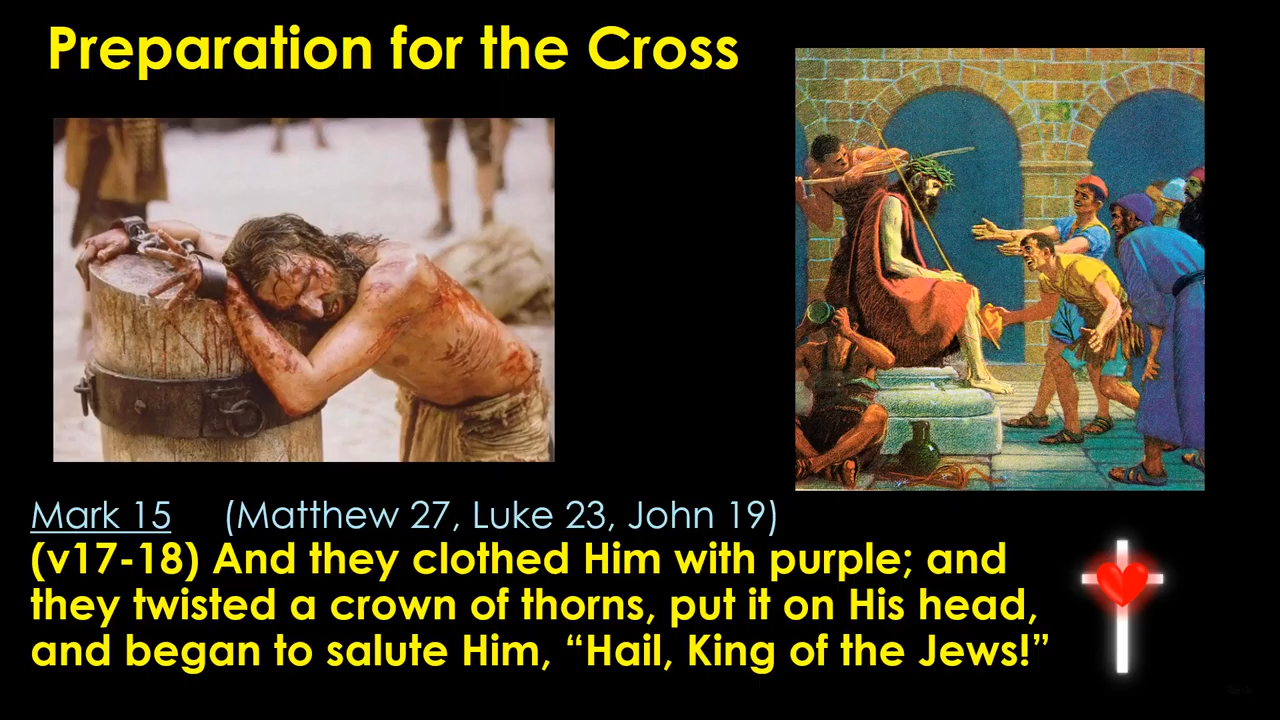 Preparation for the Cross
Mark 15 (Matthew 27, Luke 23, John 19)
(v17-18) And they clothed Him with purple; and
they twisted a crown of thorns, put it on His head,
and began to salute Him, “Hail, King of the Jews!”